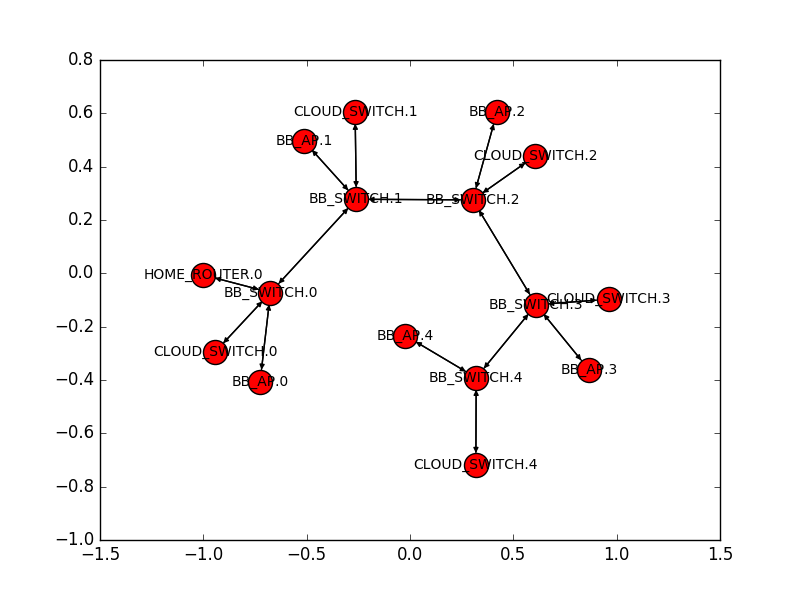 0.8
0.6
0.4
0.2
0.0
−0.2
−0.4
−0.6
−0.8
−1.0
CLOUD_SWITCH.1
BB_AP.2
BB_AP.1
CLOUD_SWITCH.2
BB_SWITCH.1
BB_SWITCH.2
HOME_ROUTER.0
BB_SWITCH.0
CLOUD_SWITCH.3
BB_SWITCH.3
BB_AP.4
CLOUD_SWITCH.0
BB_AP.3
BB_SWITCH.4
BB_AP.0
CLOUD_SWITCH.4
−1.5
−1.0
−0.5
0.0
0.5
1.0
1.5